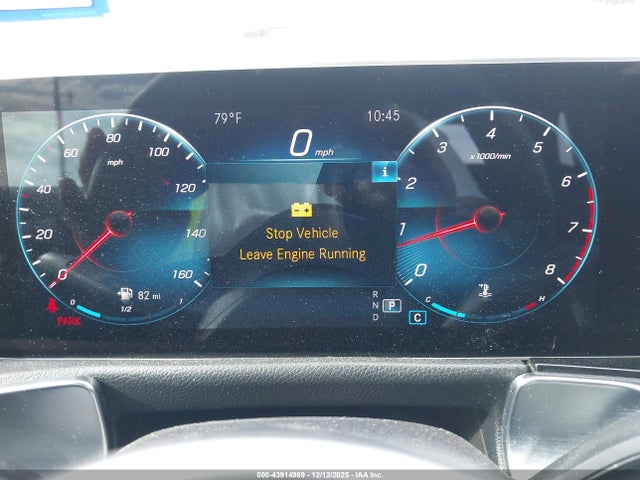 79°F
10:45
0 mph
i
Stop Vehicle
Leave Engine Running
0
20
40
60
80
100
120
140
160
mph
82 mi
0
1/2
1
PARK
0
1
2
3
4
5
6
7
8
x1000/min
C
H
R
N
P
D
C
000-43914989 - 12/12/2025 - IAA Inc.